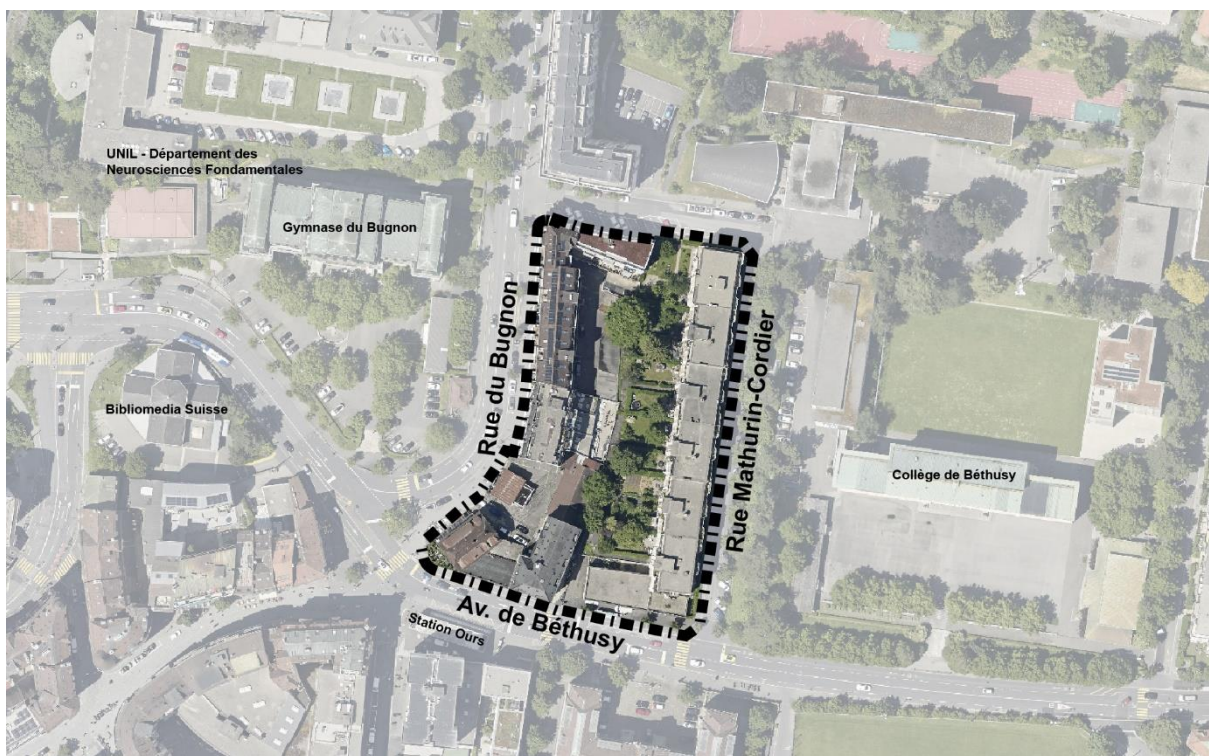 UNIL - Département des
Neurosciences Fondamentales
Gymnase du Bugnon
Rue du Bugnon
Bibliomedia Suisse
Rue Mathurin-Cordier
Collège de Béthusy
Av. de Béthusy
Station Ours